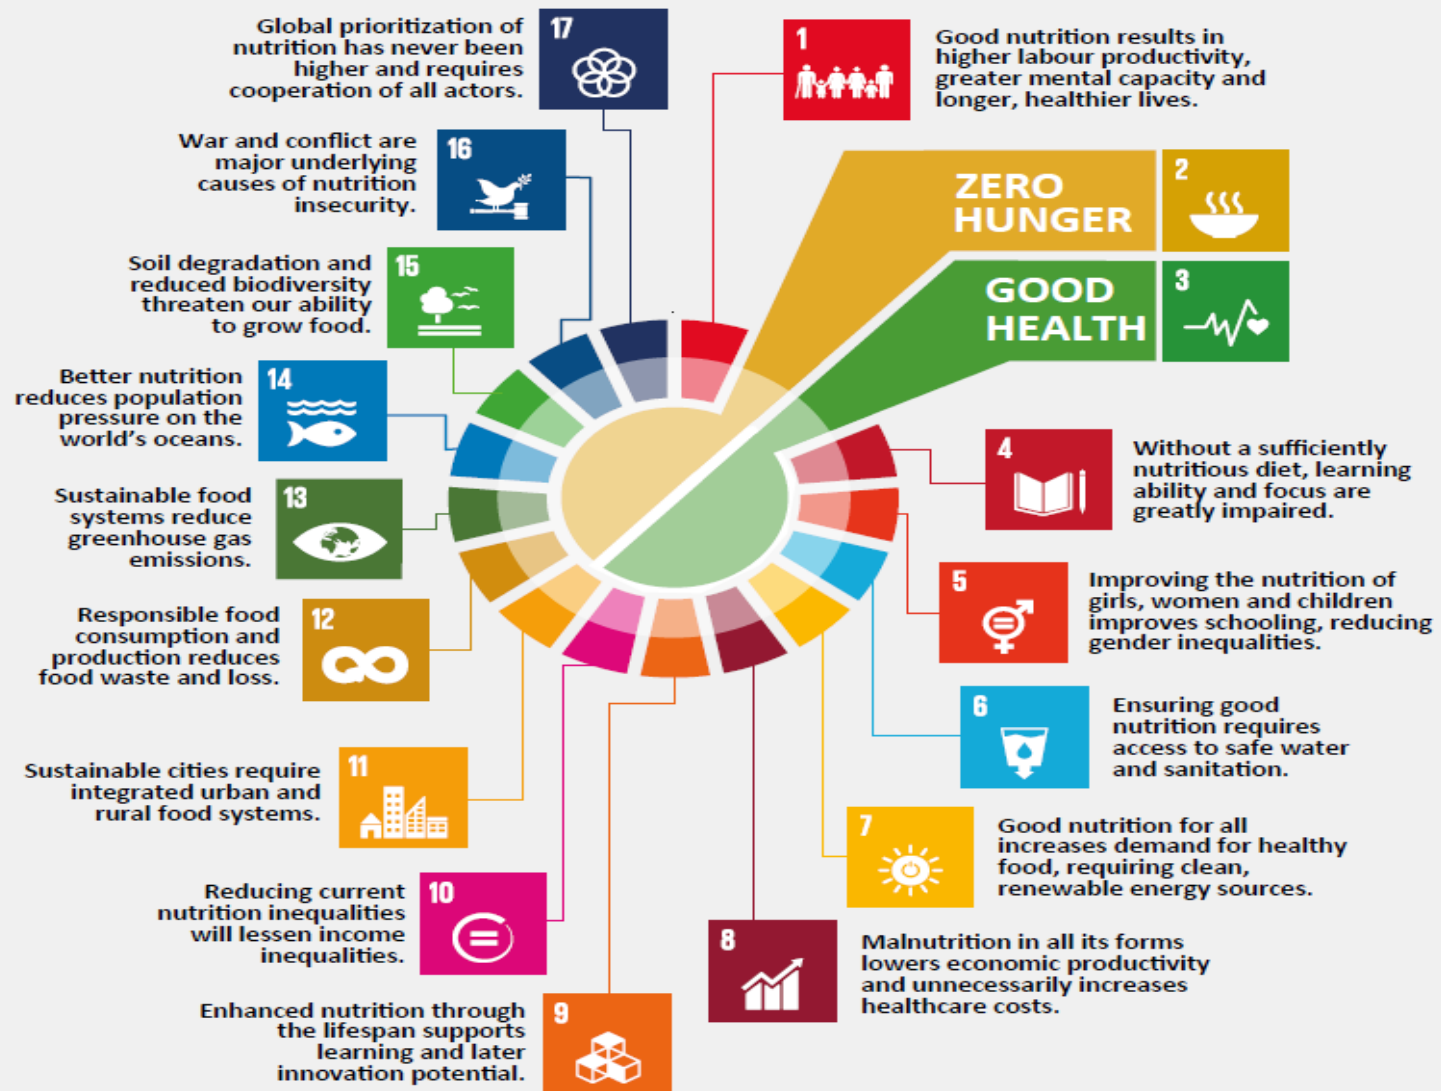 17
Global prioritization of
nutrition has never been
higher and requires
cooperation of all actors.
1
Good nutrition results in
higher labour productivity,
greater mental capacity and
longer, healthier lives.
16
War and conflict are
major underlying
causes of nutrition
insecurity.
ZERO
HUNGER
2
15
Soil degradation and
reduced biodiversity
threaten our ability
to grow food.
GOOD
HEALTH
3
14
Better nutrition
reduces population
pressure on the
world's oceans.
4
Without a sufficiently
nutritious diet, learning
ability and focus are
greatly impaired.
13
Sustainable food
systems reduce
greenhouse gas
emissions.
5
Improving the nutrition of
girls, women and children
improves schooling, reducing
gender inequalities.
12
Responsible food
consumption and
production reduces
food waste and loss.
6
Ensuring good
nutrition requires
access to safe water
and sanitation.
11
Sustainable cities require
integrated urban and
rural food systems.
7
Good nutrition for all
increases demand for healthy
food, requiring clean,
renewable energy sources.
10
Reducing current
nutrition inequalities
will lessen income
inequalities.
8
Malnutrition in all its forms
lowers economic productivity
and unnecessarily increases
healthcare costs.
9
Enhanced nutrition through
the lifespan supports
learning and later
innovation potential.